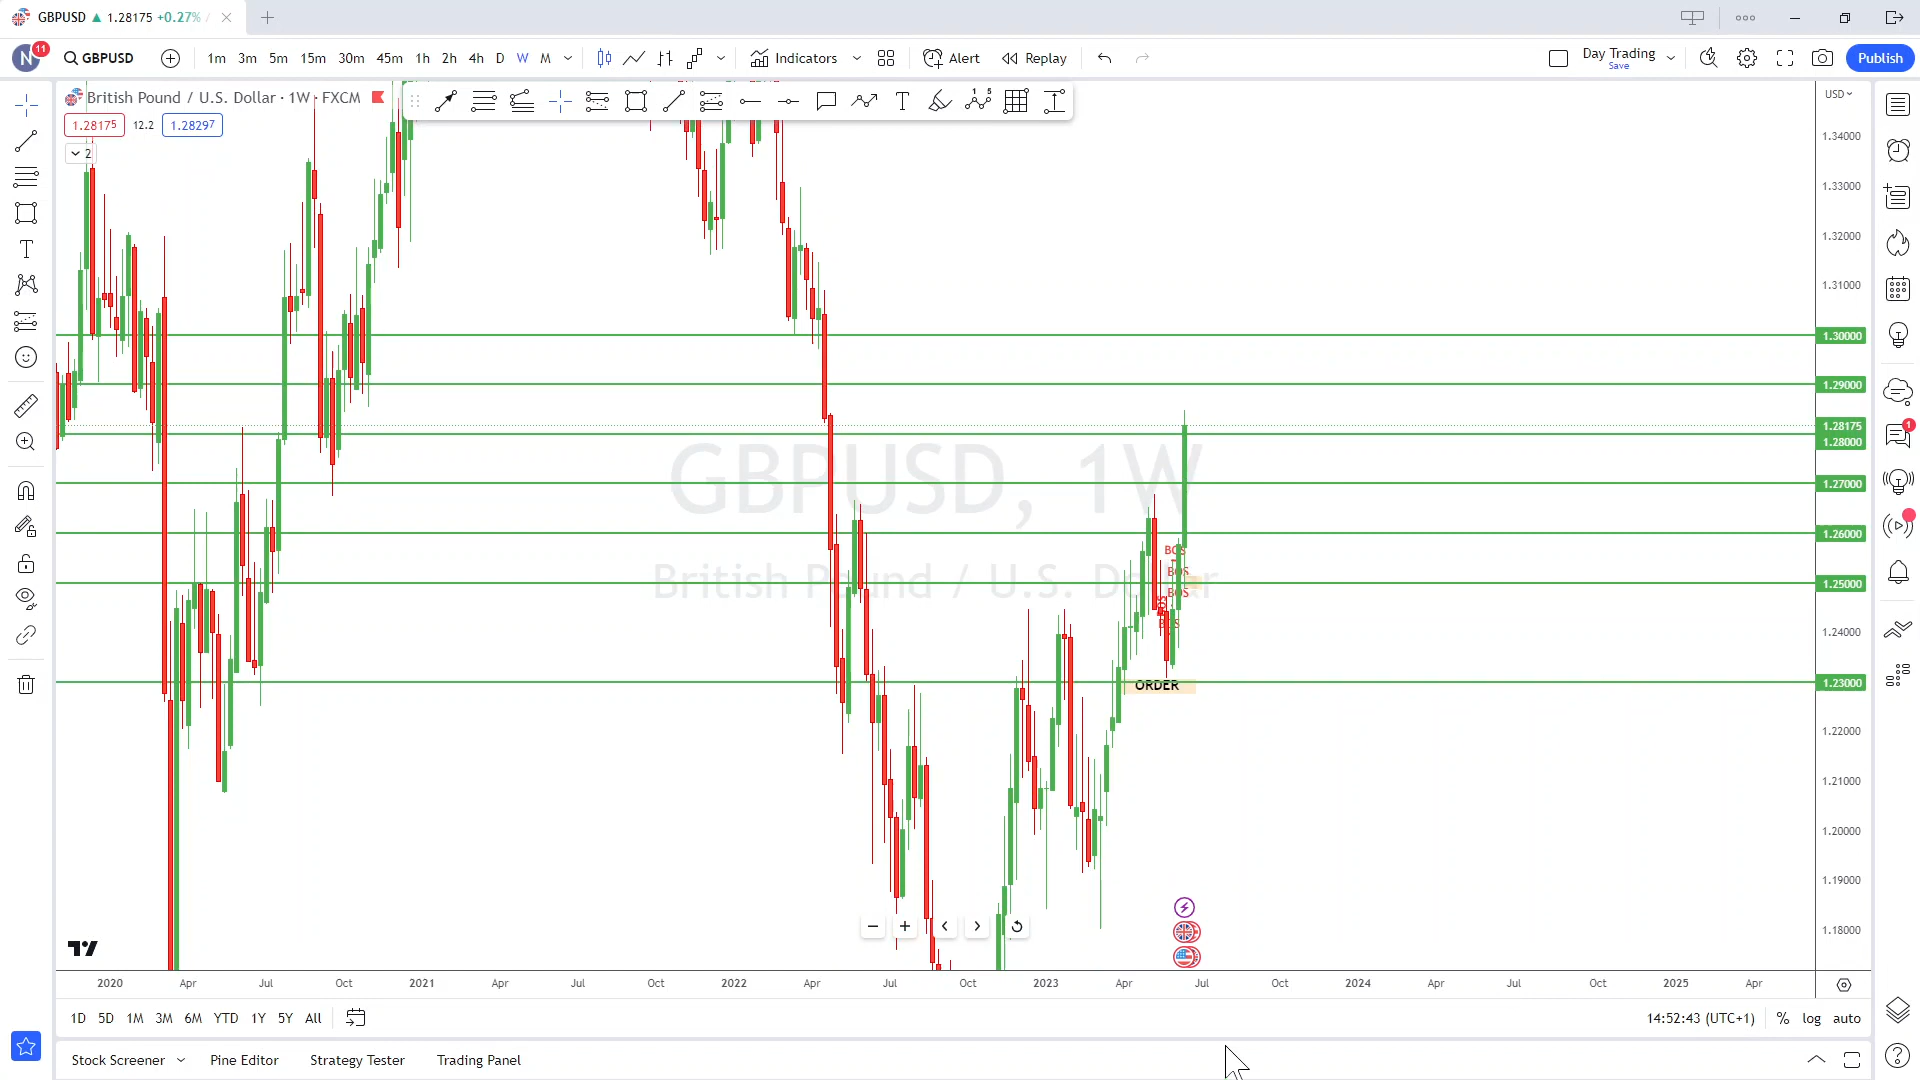 GBPUSD ▲ 1.28175 +0.27% /
N 11 GBPUSD 1m 3m 5m 15m 30m 45m 1h 2h 4h D W M Indicators Alert Replay Day Trading Publish
Save
British Pound / U.S. Dollar · 1W · FXCM
USD
1.28175 12.2 1.28297
2
1.34000
1.33000
1.32000
1.31000
1.30000
1.29000
1.28175
1.28000
1.27000
1.26000
1.25000
1.24000
1.23000
1.22000
1.21000
1.20000
1.19000
1.18000
GBPUSD, 1W
British Pound / U.S. Dollar
BOS
BOS
BOS
BOS
BOS
ORDER
1
2020 Apr Jul Oct 2021 Apr Jul Oct 2022 Apr Jul Oct 2023 Apr Jul Oct 2024 Apr Jul Oct 2025 Apr
1D 5D 1M 3M 6M YTD 1Y 5Y All 14:52:43 (UTC+1) % log auto
Stock Screener Pine Editor Strategy Tester Trading Panel